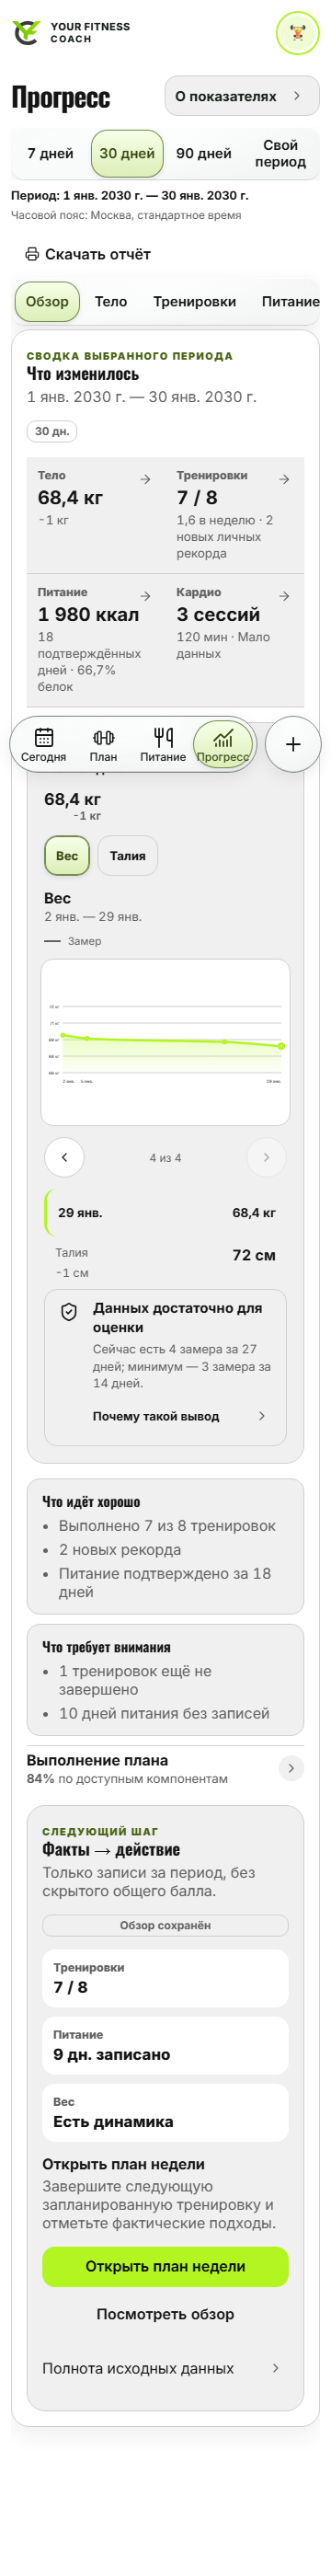 YOUR FITNESS
COACH
Прогресс
О показателях
7 дней
30 дней
90 дней
Свой
период
Период: 1 янв. 2030 г. — 30 янв. 2030 г.
Часовой пояс: Москва, стандартное время
Скачать отчёт
Обзор
Тело
Тренировки
Питание
СВОДКА ВЫБРАННОГО ПЕРИОДА
Что изменилось
1 янв. 2030 г. — 30 янв. 2030 г.
30 дн.
Тело
68,4 кг
-1 кг
Тренировки
7 / 8
1,6 в неделю · 2
новых личных
рекорда
Питание
1 980 ккал
18
подтверждённых
дней · 66,7%
белок
Кардио
3 сессий
120 мин · Мало
данных
Сегодня
План
Питание
Прогресс
68,4 кг
-1 кг
Вес
Талия
Вес
2 янв. — 29 янв.
Замер
29 янв.
4 из 4
29 янв.
68,4 кг
Талия
72 см
-1 см
Данных достаточно для
оценки
Сейчас есть 4 замера за 27
дней; минимум — 3 замера за
14 дней.
Почему такой вывод
Что идёт хорошо
• Выполнено 7 из 8 тренировок
• 2 новых рекорда
• Питание подтверждено за 18
дней
Что требует внимания
• 1 тренировок ещё не
завершено
• 10 дней питания без записей
Выполнение плана
84% по доступным компонентам
СЛЕДУЮЩИЙ ШАГ
Факты → действие
Только записи за период, без
скрытого общего балла.
Обзор сохранён
Тренировки
7 / 8
Питание
9 дн. записано
Вес
Есть динамика
Открыть план недели
Завершите следующую
запланированную тренировку и
отметьте фактические подходы.
Открыть план недели
Посмотреть обзор
Полнота исходных данных